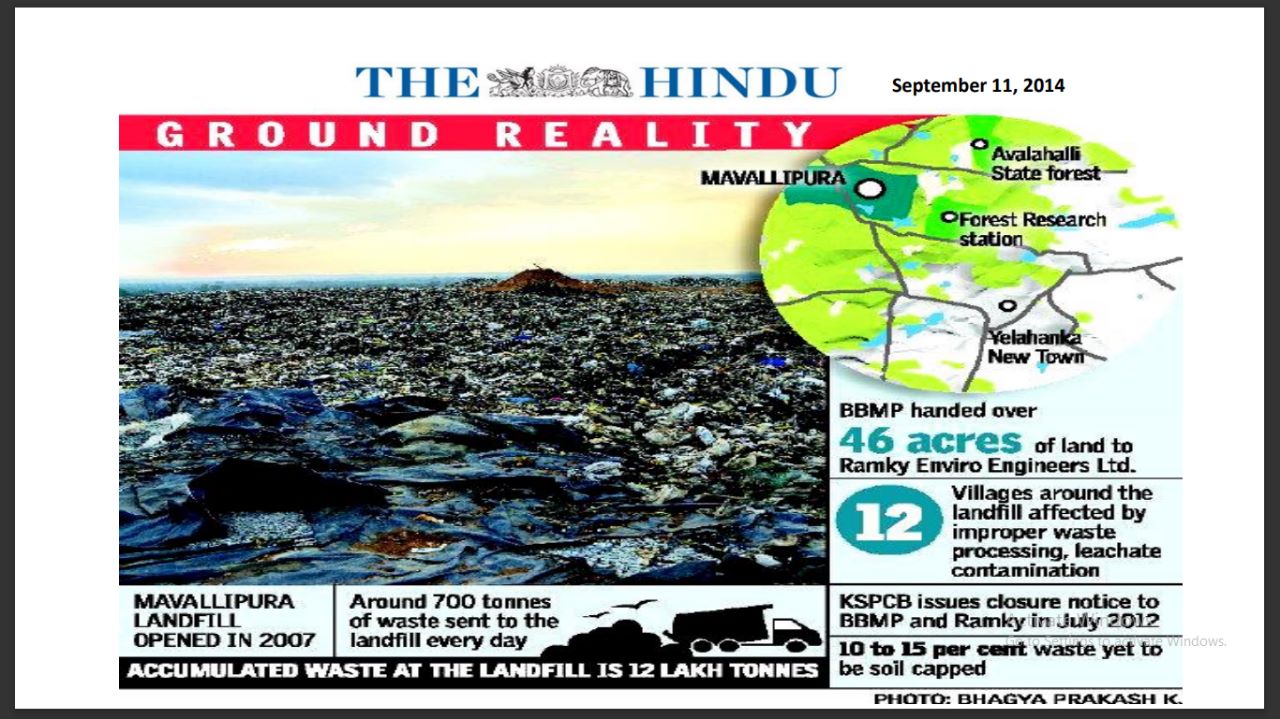 THE HINDU
September 11, 2014
GROUND REALITY
MAVALLIPURA
Avalahalli
State forest
Forest Research
station
Yelahanka
New Town
BBMP handed over
46 acres of land to
Ramky Enviro Engineers Ltd.
12
Villages around the
landfill affected by
improper waste
processing, leachate
contamination
MAVALLIPURA
LANDFILL
OPENED IN 2007
Around 700 tonnes
of waste sent to the
landfill every day
KSPCB issues closure notice to
BBMP and Ramky in July 2012
Activate Windows
Go to Settings to activate Windows.
10 to 15 per cent waste yet to
be soil capped
ACCUMULATED WASTE AT THE LANDFILL IS 12 LAKH TONNES
PHOTO: BHAGYA PRAKASH K.